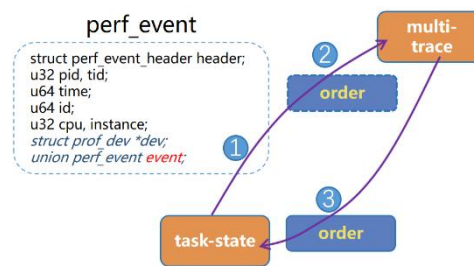 perf_event
struct perf_event_header header;
u32 pid, tid;
u64 time;
u64 id;
u32 cpu, instance;
struct prof_dev *dev;
union perf_event event;
multi-
trace
2
order
1
3
task-state
order